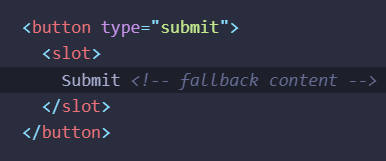 <button type="submit">
  <slot>
    Submit <!-- fallback content -->
  </slot>
</button>